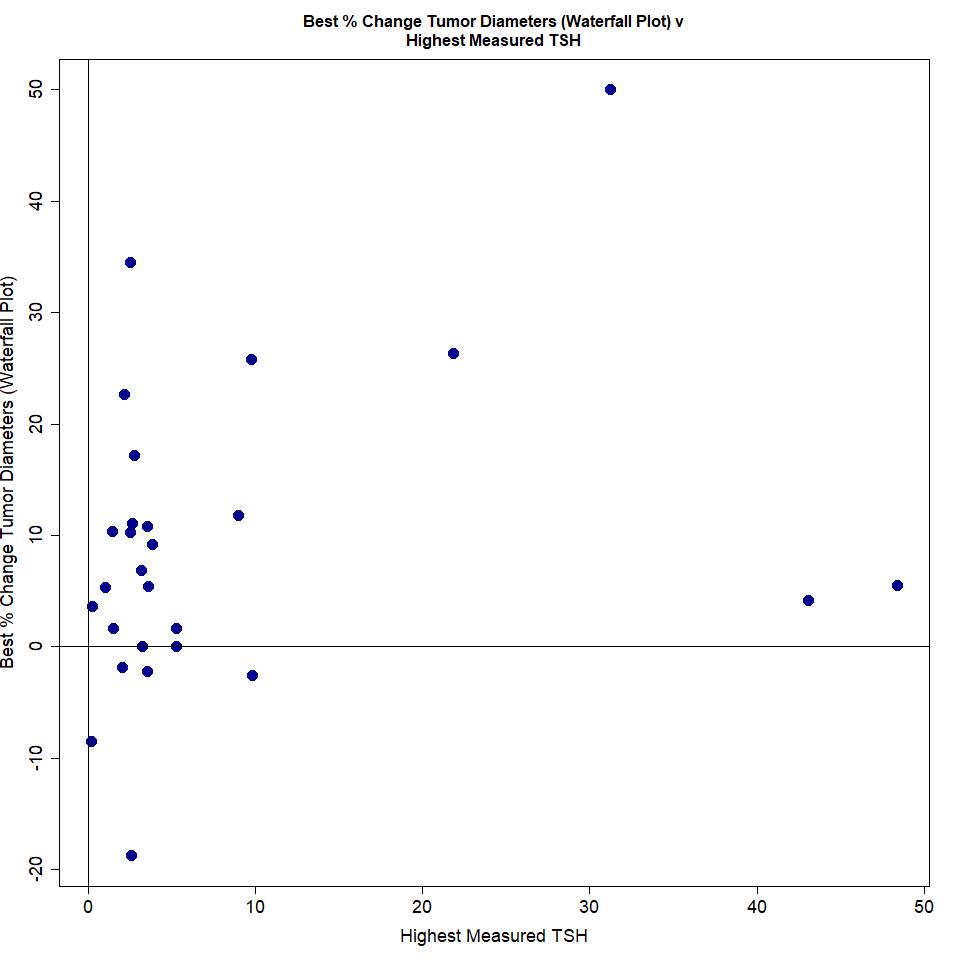 Best % Change Tumor Diameters (Waterfall Plot) v
Highest Measured TSH
Best % Change Tumor Diameters (Waterfall Plot)
50
40
30
20
10
0
-10
-20
0 10 20 30 40 50
Highest Measured TSH